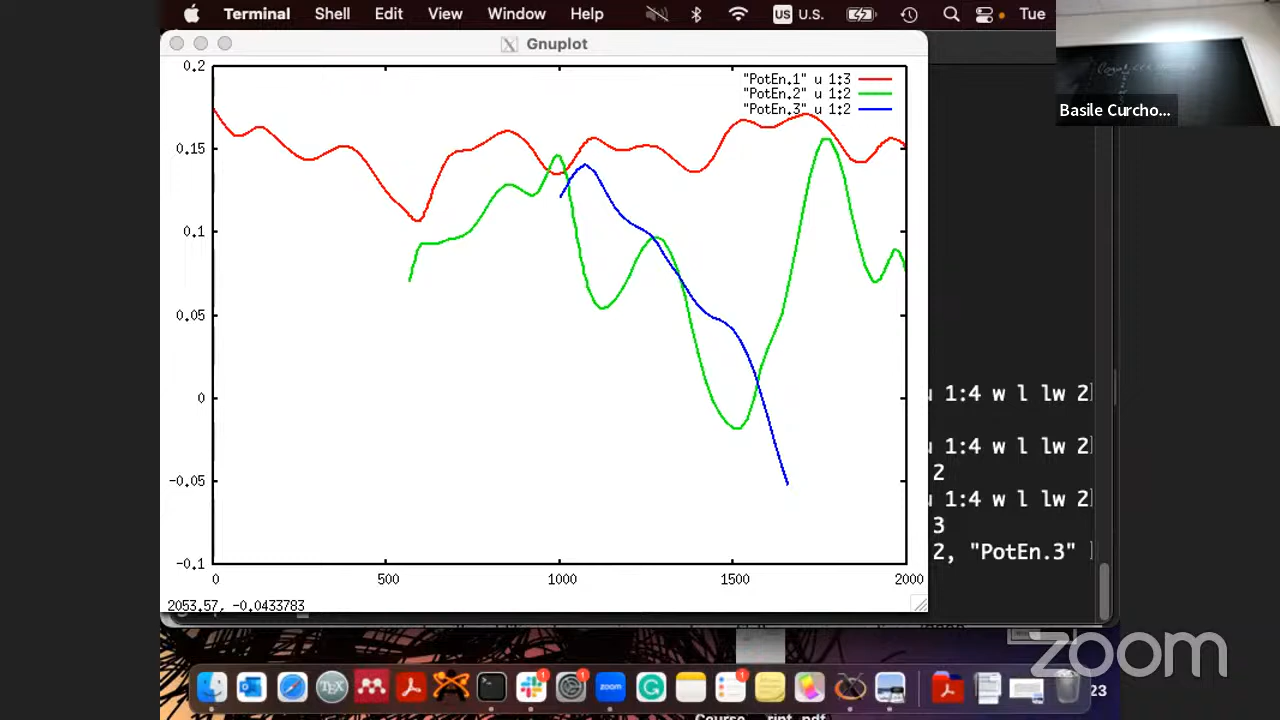 Terminal Shell Edit View Window Help US U.S. Tue
Gnuplot
Basile Curcho...
"PotEn.1" u 1:3
"PotEn.2" u 1:2
"PotEn.3" u 1:2
0.2
0.15
0.1
0.05
0
-0.05
-0.1
0 500 1000 1500 2000
2053.57, -0.0433783
u 1:4 w l lw 2
u 1:4 w l lw 2
2
u 1:4 w l lw 2
3
2, "PotEn.3"
zoom
TEX
zoom
23